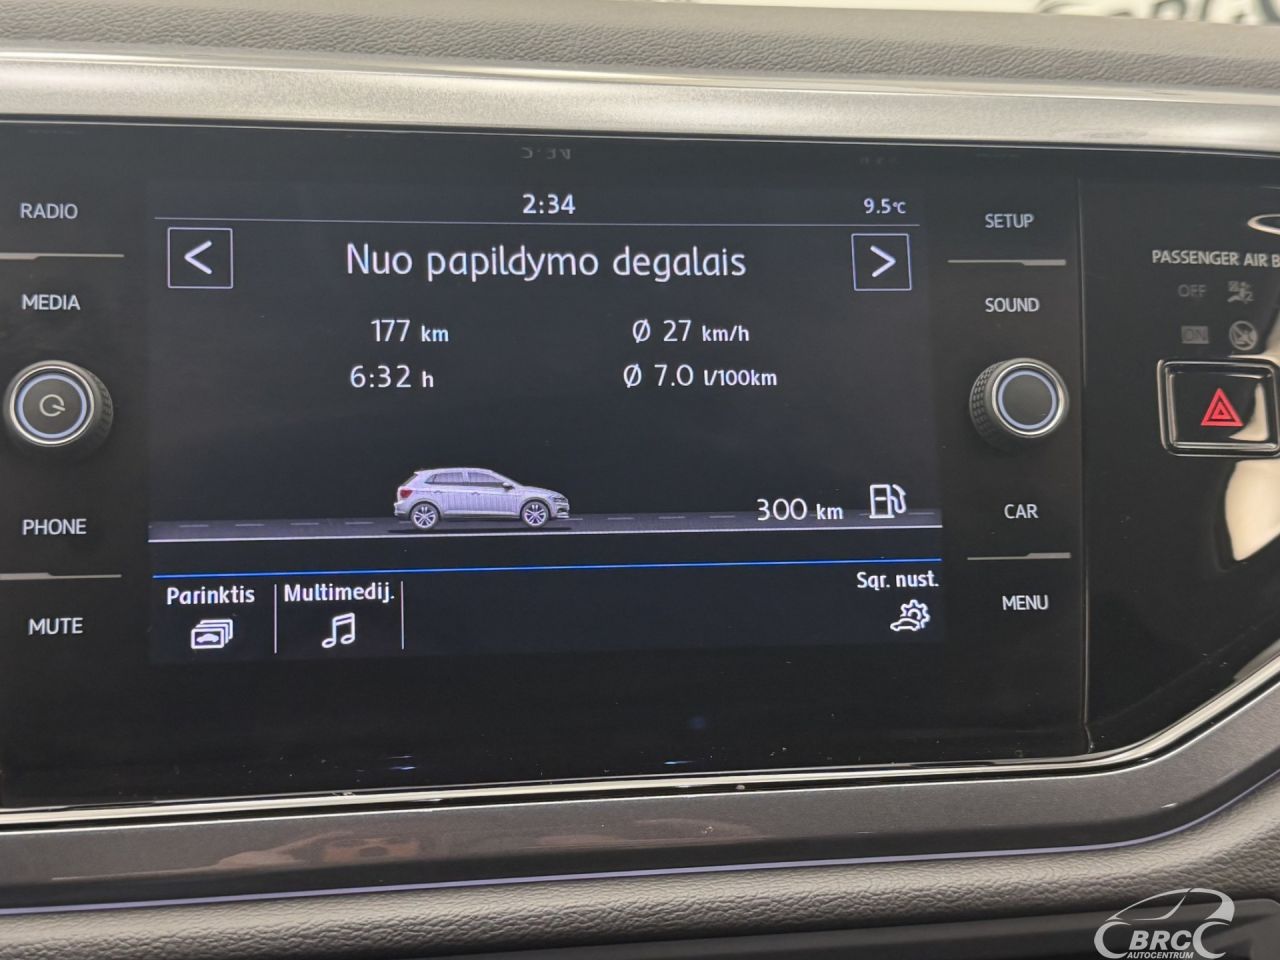 2:34
9.5°C
Nuo papildymo degalais
177 km
Ø 27 km/h
6:32 h
Ø 7.0 l/100km
300 km
Parinktis
Multimedij.
Sąr. nust.
RADIO
MEDIA
PHONE
MUTE
SETUP
SOUND
CAR
MENU
PASSENGER AIR B
OFF
ON
BRC
AUTOCENTRUM